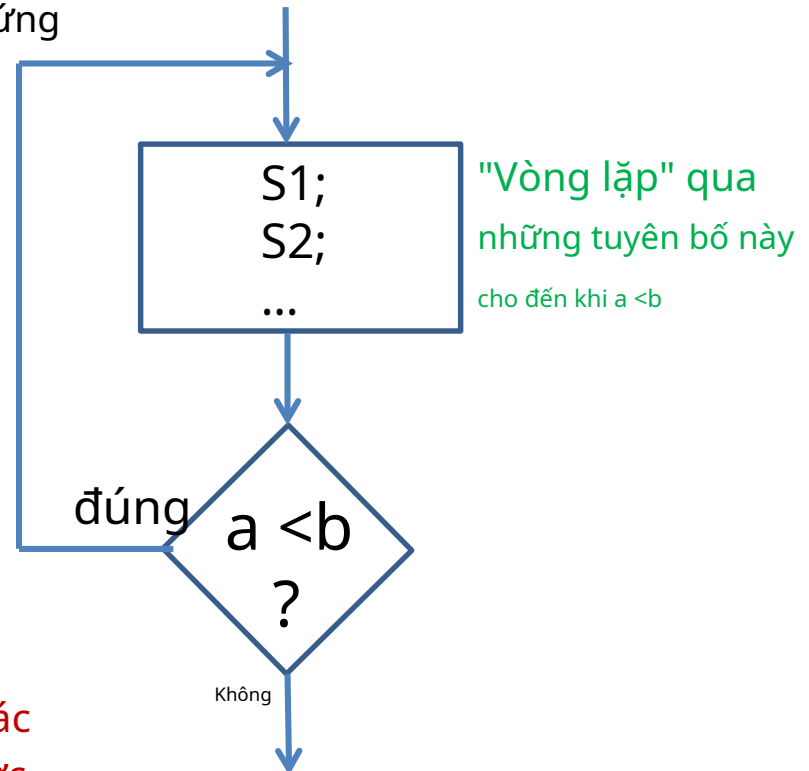 S1;
"Vòng lặp" qua
S2;
những tuyên bố này
...
cho đến khi a <b
đúng
a <b
?
Không